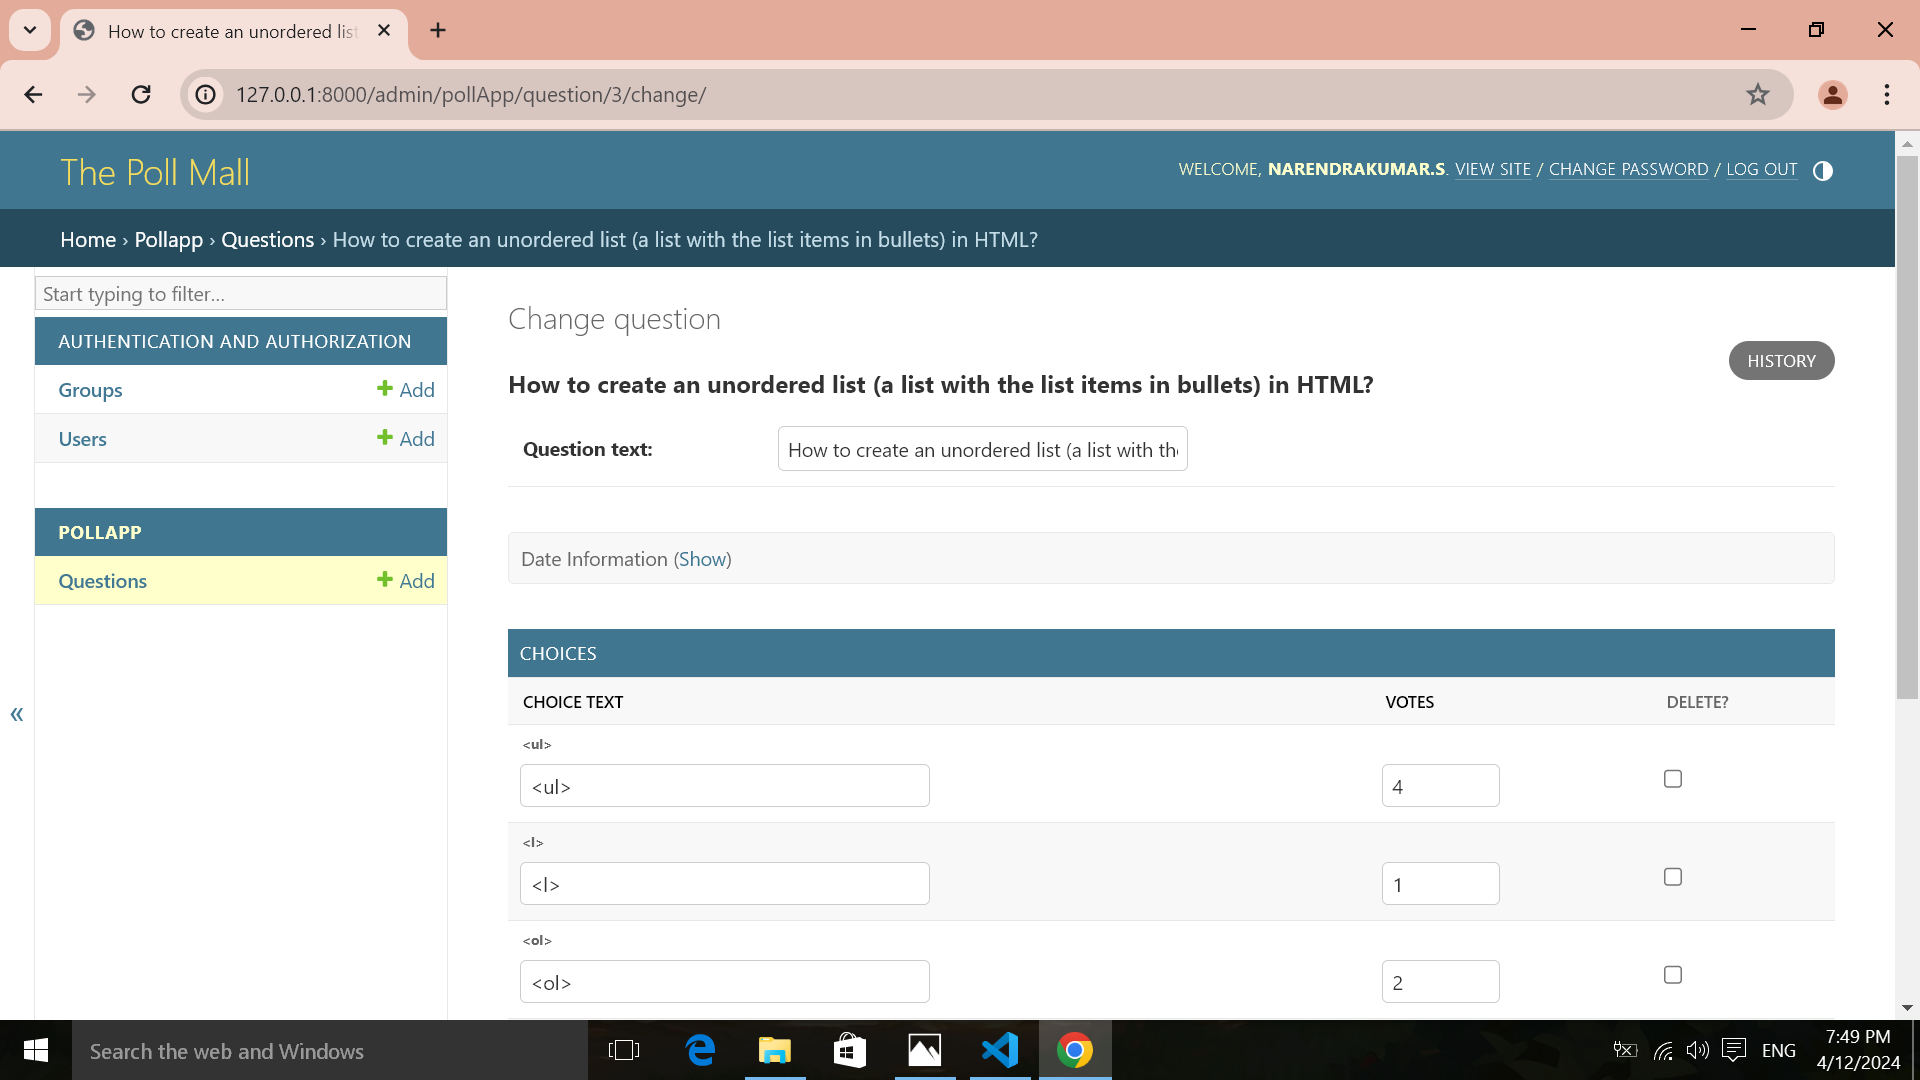 How to create an unordered list
127.0.0.1:8000/admin/pollApp/question/3/change/
The Poll Mall
WELCOME, NARENDRAKUMAR.S. VIEW SITE / CHANGE PASSWORD / LOG OUT
Home › Pollapp › Questions › How to create an unordered list (a list with the list items in bullets) in HTML?
Start typing to filter...
AUTHENTICATION AND AUTHORIZATION
Groups + Add
Users + Add
POLLAPP
Questions + Add
«
Change question
HISTORY
How to create an unordered list (a list with the list items in bullets) in HTML?
Question text: How to create an unordered list (a list with the
Date Information (Show)
CHOICES
CHOICE TEXT VOTES DELETE?
<ul>
<ul> 4
<l>
<l> 1
<ol>
<ol> 2
Search the web and Windows
ENG
7:49 PM
4/12/2024